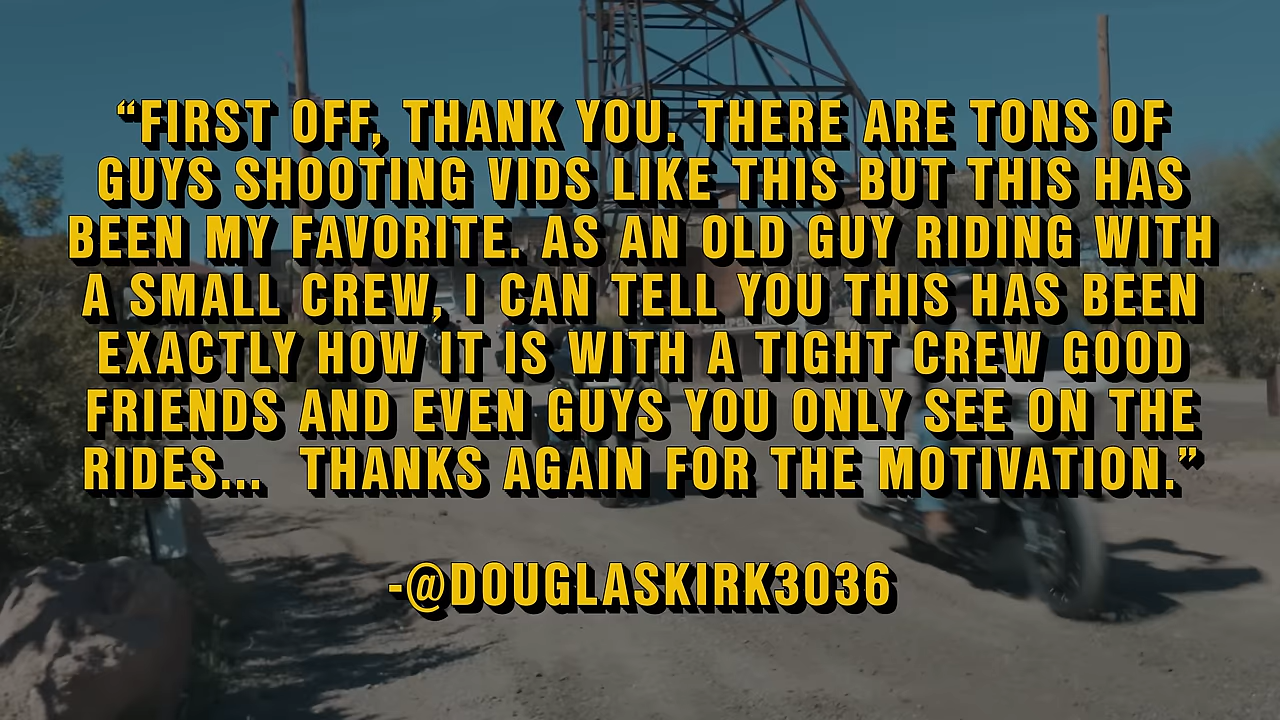 “FIRST OFF, THANK YOU. THERE ARE TONS OF
GUYS SHOOTING VIDS LIKE THIS BUT THIS HAS
BEEN MY FAVORITE. AS AN OLD GUY RIDING WITH
A SMALL CREW, I CAN TELL YOU THIS HAS BEEN
EXACTLY HOW IT IS WITH A TIGHT CREW GOOD
FRIENDS AND EVEN GUYS YOU ONLY SEE ON THE
RIDES... THANKS AGAIN FOR THE MOTIVATION.”
-@DOUGLASKIRK3036